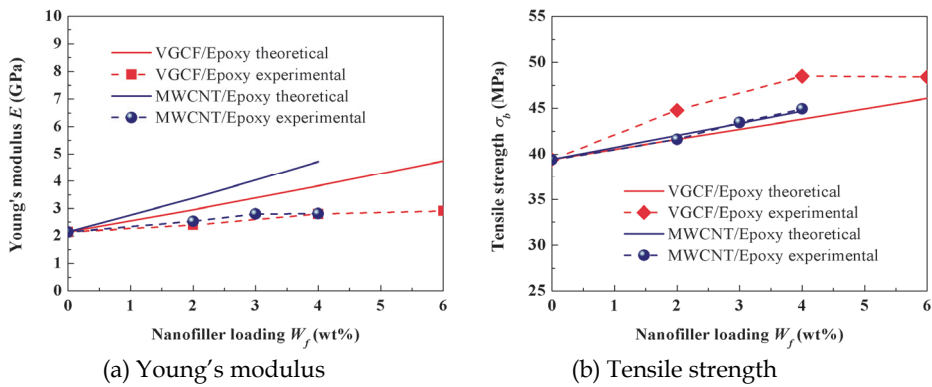 10
9
8
7
6
5
4
3
2
1
0
Young's modulus E (GPa)
VGCF/Epoxy theoretical
VGCF/Epoxy experimental
MWCNT/Epoxy theoretical
MWCNT/Epoxy experimental
0 1 2 3 4 5 6
Nanofiller loading W_f (wt%)
(a) Young’s modulus
55
50
45
40
35
30
25
Tensile strength σ_b (MPa)
VGCF/Epoxy theoretical
VGCF/Epoxy experimental
MWCNT/Epoxy theoretical
MWCNT/Epoxy experimental
0 1 2 3 4 5 6
Nanofiller loading W_f (wt%)
(b) Tensile strength